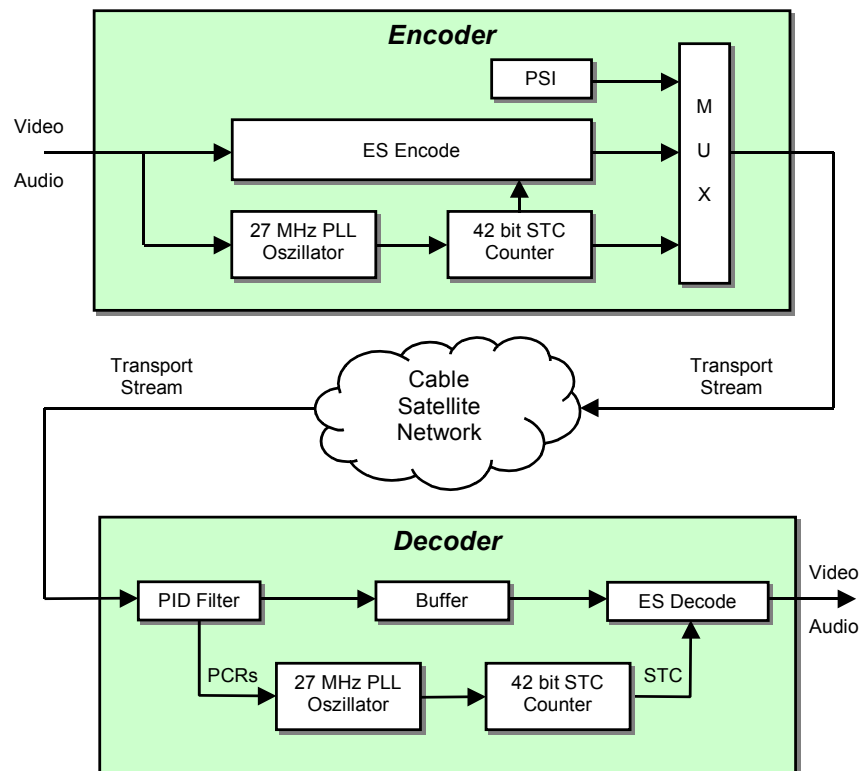 Encoder
PSI
M
U
X
Video
Audio
ES Encode
27 MHz PLL
Oszillator
42 bit STC
Counter
Transport
Stream
Cable
Satellite
Network
Transport
Stream
Decoder
PID Filter
Buffer
ES Decode
Video
Audio
PCRs
27 MHz PLL
Oszillator
42 bit STC
Counter
STC